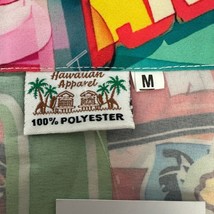 Hawaiian
Apparel
100% POLYESTER
M